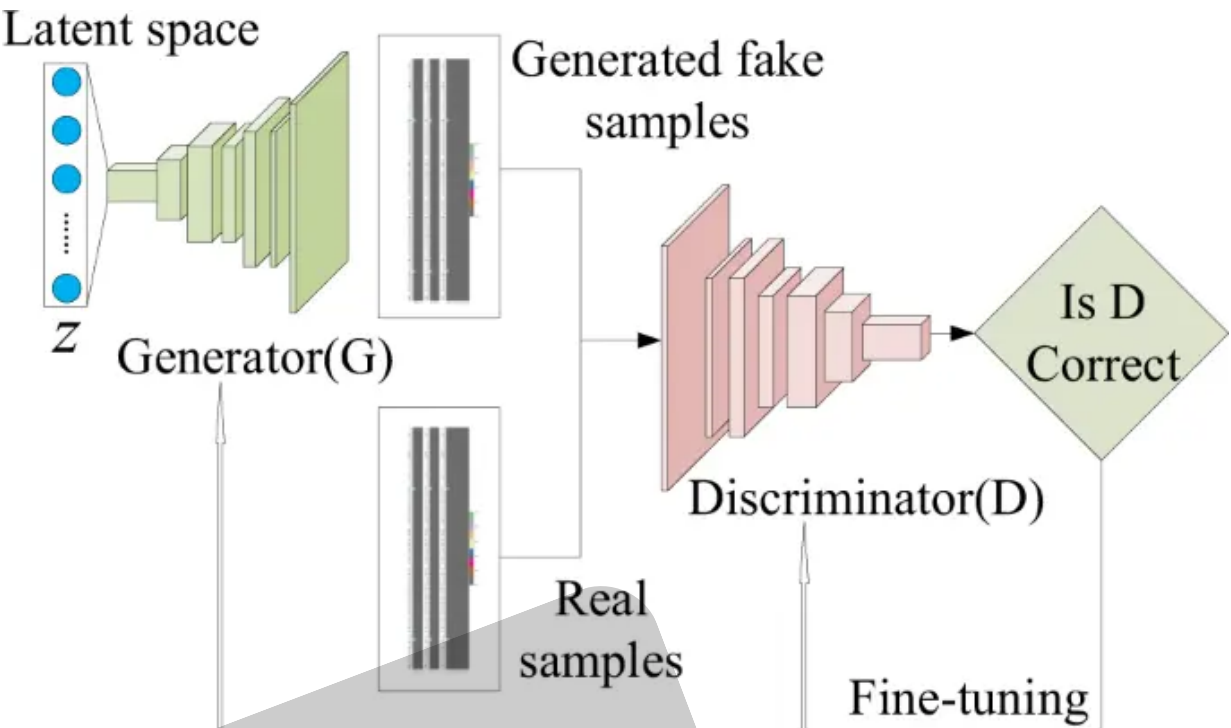 Latent space
Generated fake
samples
z
Generator(G)
Is D
Correct
Discriminator(D)
Real
samples
Fine-tuning